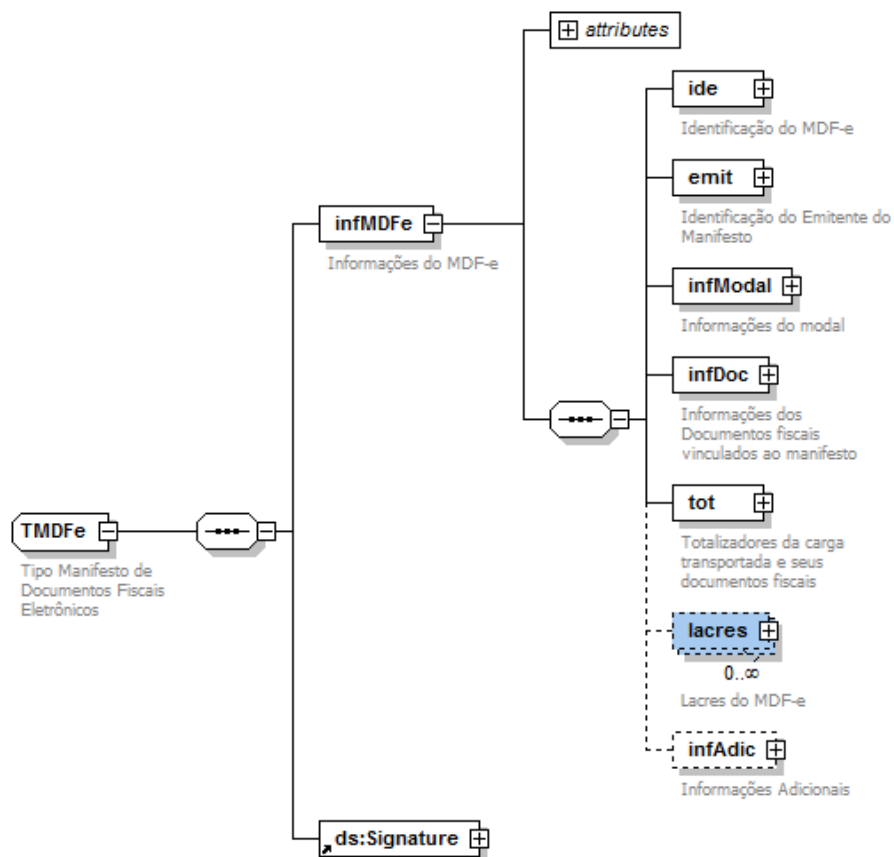 attributes
ide
Identificação do MDF-e
emit
Identificação do Emitente do
Manifesto
infMDFe
Informações do MDF-e
infModal
Informações do modal
infDoc
Informações dos
Documentos fiscais
vinculados ao manifesto
tot
Totalizadores da carga
transportada e seus
documentos fiscais
TMDFe
Tipo Manifesto de
Documentos Fiscais
Eletrônicos
lacres
0..∞
Lacres do MDF-e
infAdic
Informações Adicionais
ds:Signature